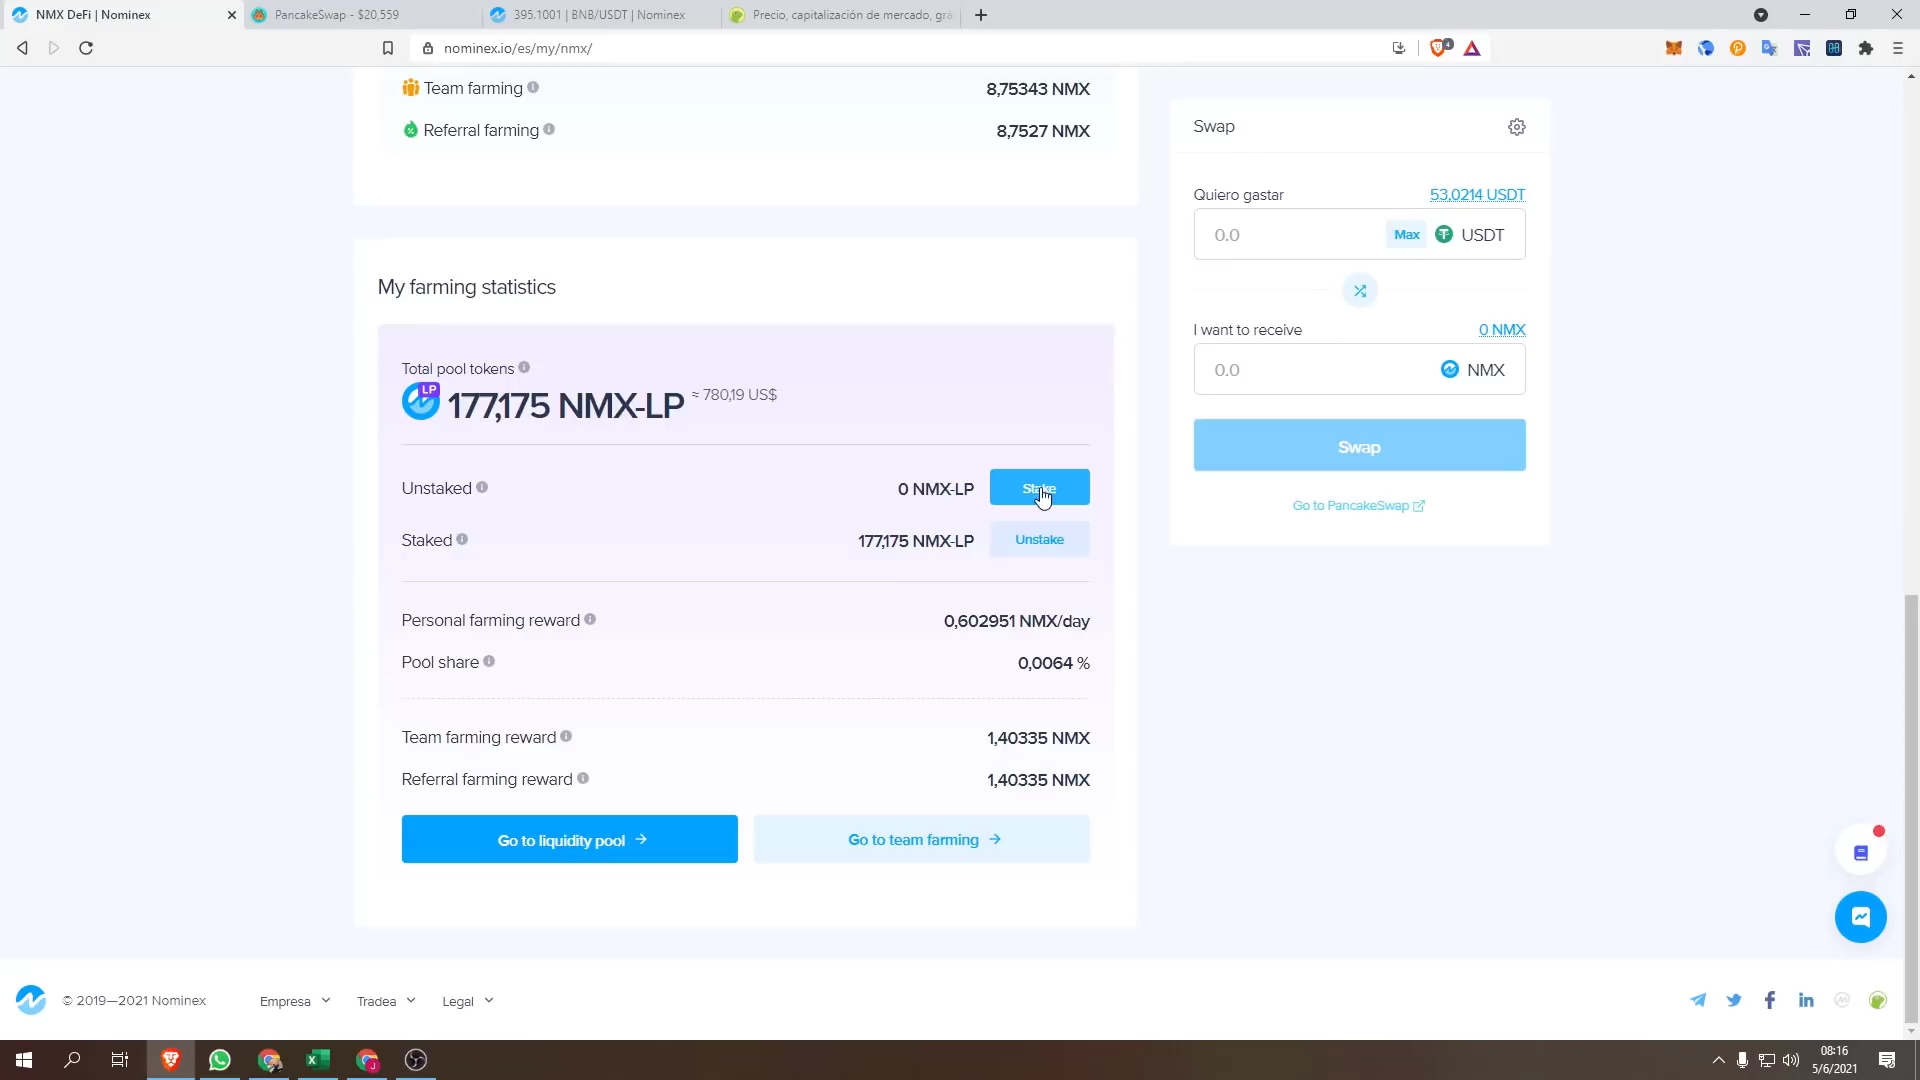 NMX DeFi | Nominex
PancakeSwap - $20,559
395.1001 | BNB/USDT | Nominex
Precio, capitalización de mercado, grá
nominex.io/es/my/nmx/
4
Team farming
8,75343 NMX
Referral farming
8,7527 NMX
My farming statistics
Total pool tokens
LP
177,175 NMX-LP
≈ 780,19 US$
Unstaked
0 NMX-LP
Stake
Staked
177,175 NMX-LP
Unstake
Personal farming reward
0,602951 NMX/day
Pool share
0,0064 %
Team farming reward
1,40335 NMX
Referral farming reward
1,40335 NMX
Go to liquidity pool
Go to team farming
Swap
Quiero gastar
53,0214 USDT
0.0
Max
USDT
I want to receive
0 NMX
0.0
NMX
Swap
Go to PancakeSwap
© 2019—2021 Nominex
Empresa
Tradea
Legal
08:16
5/6/2021